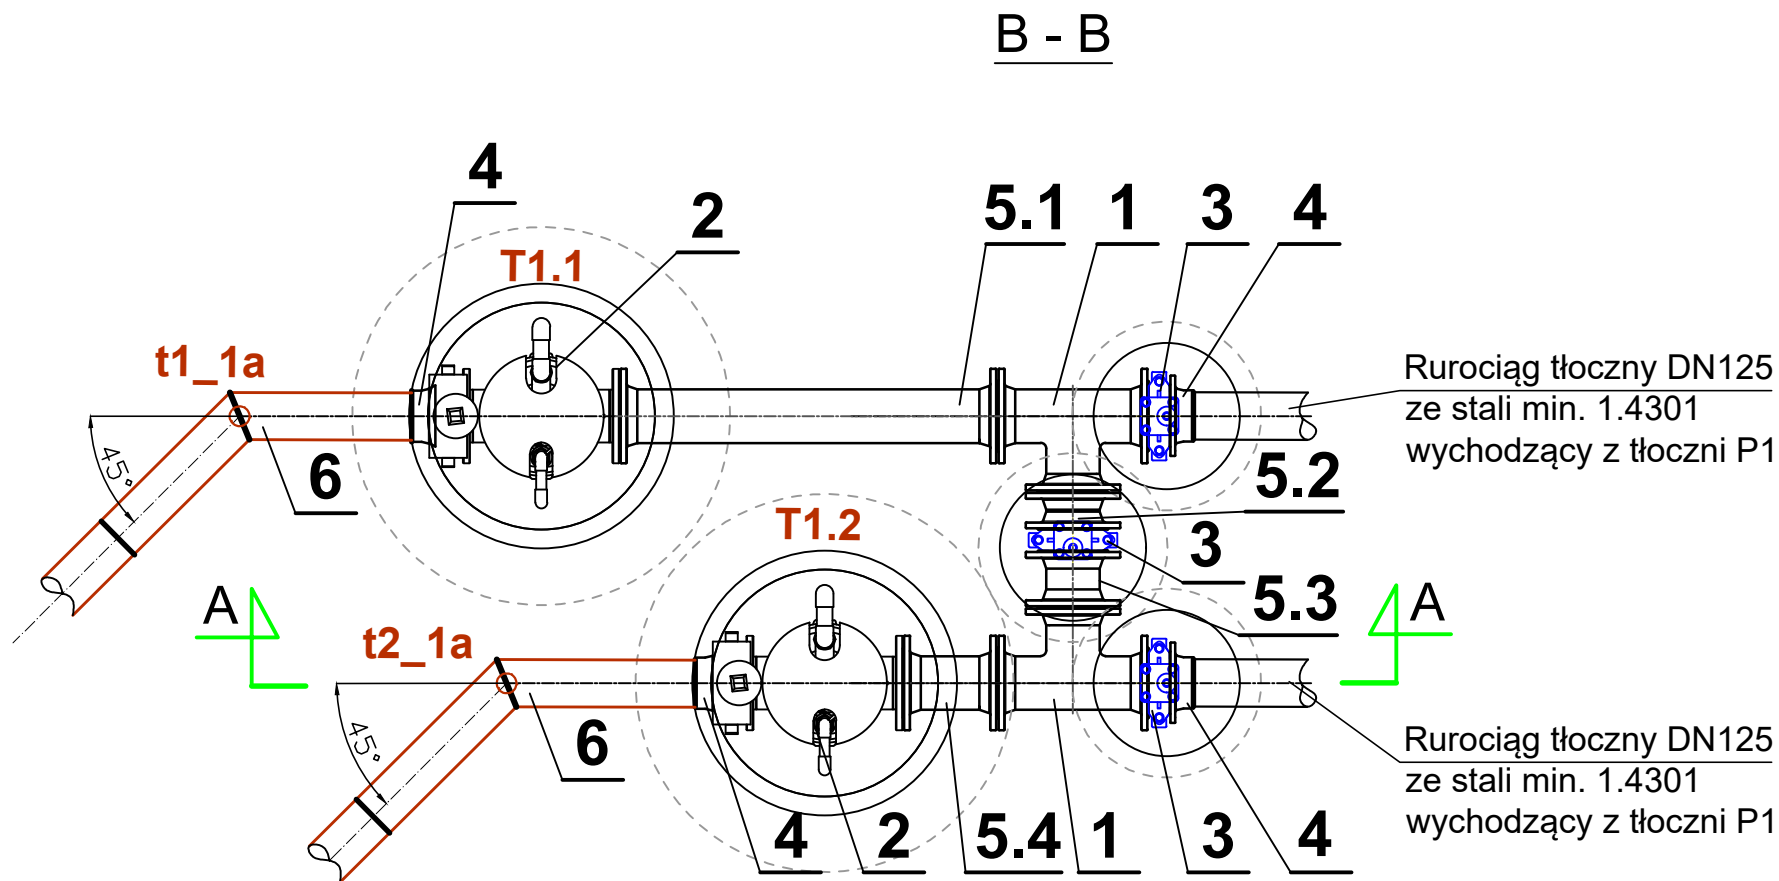 B - B
4
2
5.1
1
3
4
T1.1
t1_1a
Rurociąg tłoczny DN125
ze stali min. 1.4301
wychodzący z tłoczni P1
45°
6
5.2
T1.2
3
5.3
A
A
t2_1a
45°
6
Rurociąg tłoczny DN125
ze stali min. 1.4301
wychodzący z tłoczni P1
4
2
5.4
1
3
4